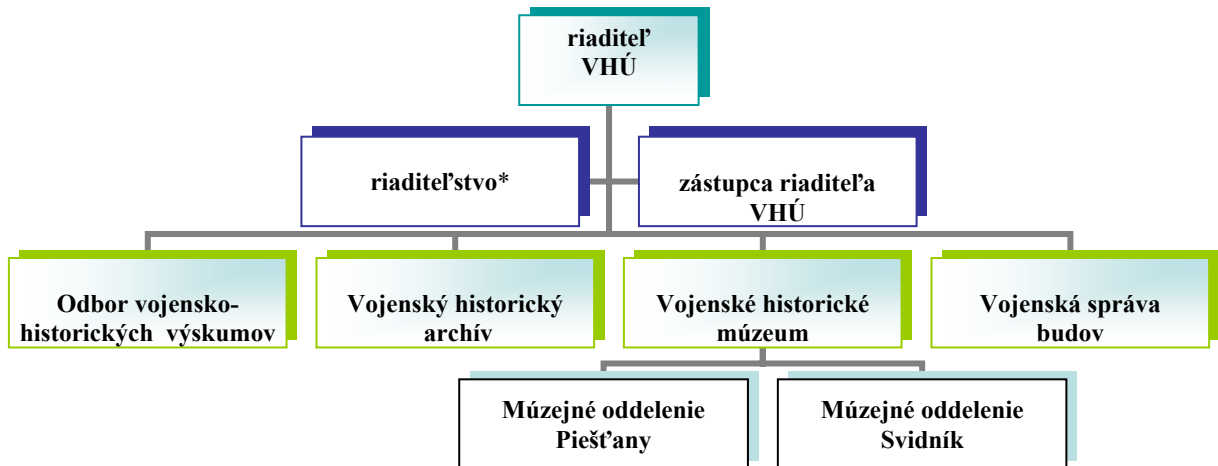 riaditeľ
VHÚ
riaditeľstvo*
zástupca riaditeľa
VHÚ
Odbor vojensko-
historických výskumov
Vojenský historický
archív
Vojenské historické
múzeum
Vojenská správa
budov
Múzejné oddelenie
Piešťany
Múzejné oddelenie
Svidník